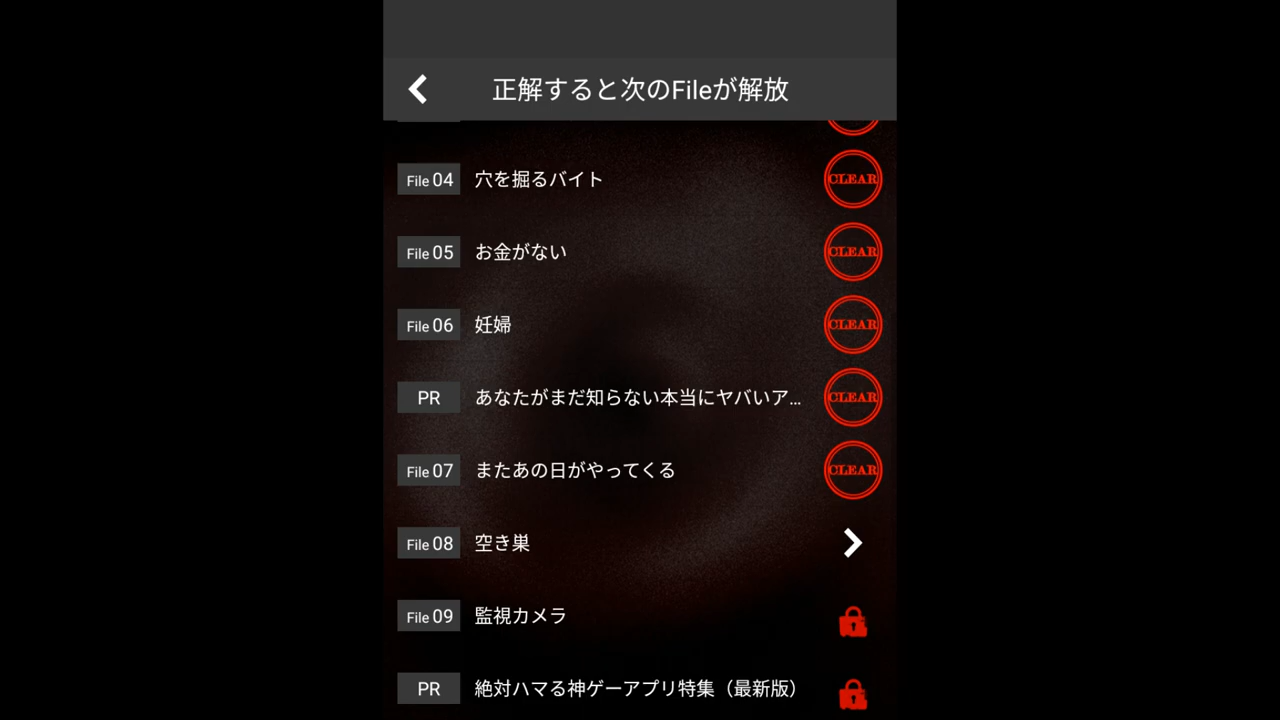 正解すると次のFileが解放
File 04 穴を掘るバイト CLEAR
File 05 お金がない CLEAR
File 06 妊婦 CLEAR
PR あなたがまだ知らない本当にヤバいア... CLEAR
File 07 またあの日がやってくる CLEAR
File 08 空き巣
File 09 監視カメラ
PR 絶対ハマる神ゲーアプリ特集（最新版）